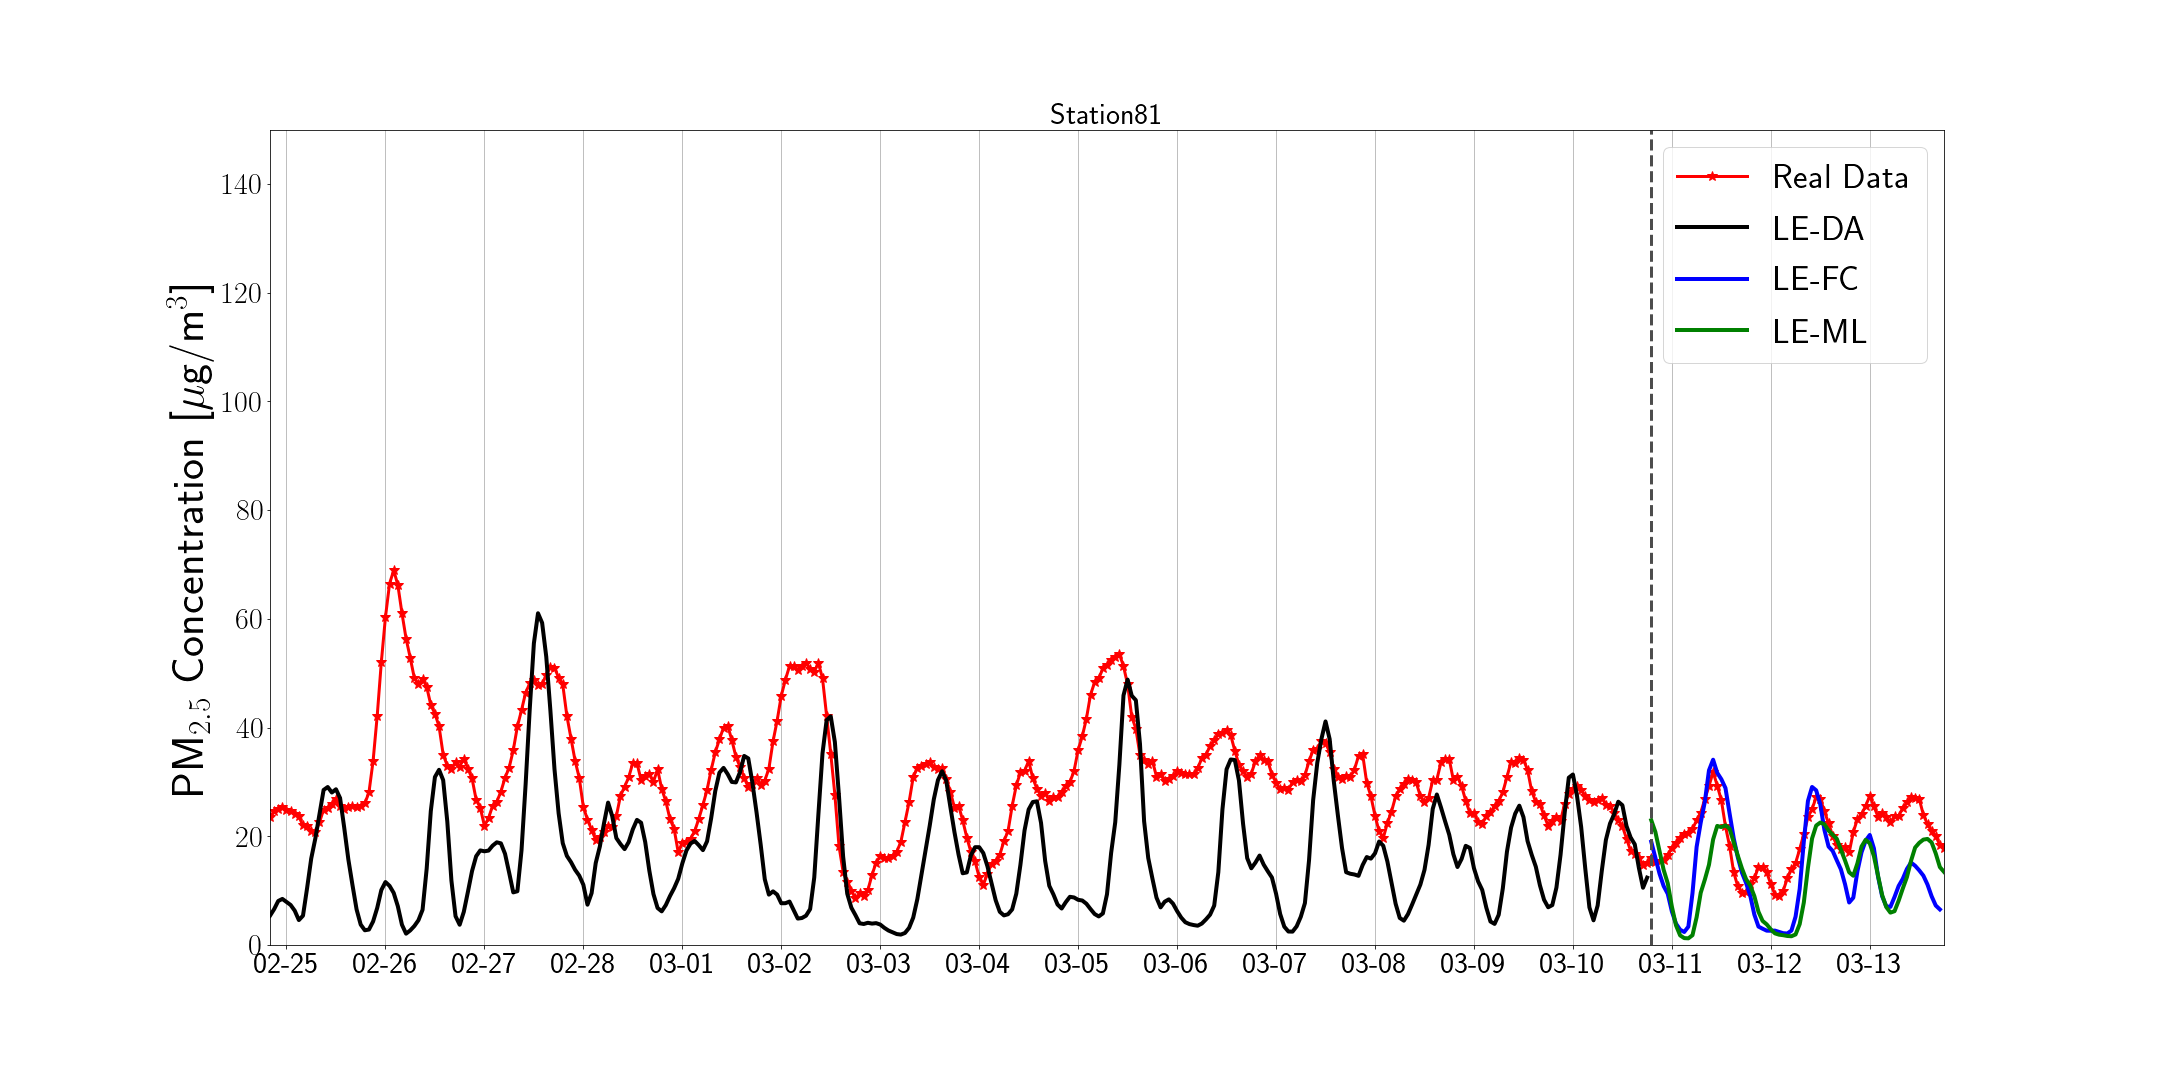 Station81
PM2.5 Concentration [μg/m³]
140
120
100
80
60
40
20
0
Real Data
LE-DA
LE-FC
LE-ML
02-25 02-26 02-27 02-28 03-01 03-02 03-03 03-04 03-05 03-06 03-07 03-08 03-09 03-10 03-11 03-12 03-13